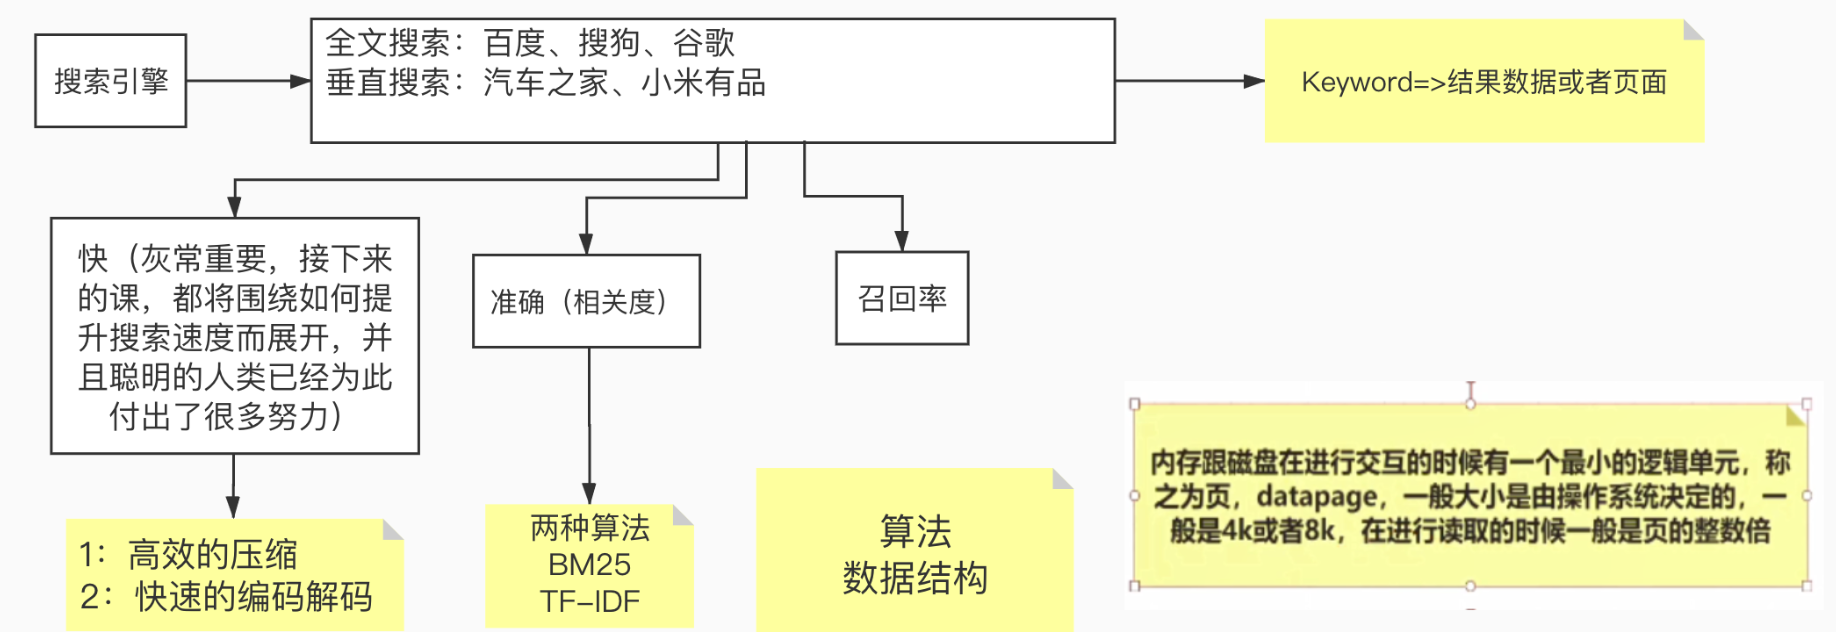 搜索引擎
全文搜索：百度、搜狗、谷歌
垂直搜索：汽车之家、小米有品
Keyword=>结果数据或者页面
快（灰常重要，接下来
的课，都将围绕如何提
升搜索速度而展开，并
且聪明的人类已经为此
付出了很多努力）
准确（相关度）
召回率
1：高效的压缩
2：快速的编码解码
两种算法
BM25
TF-IDF
算法
数据结构
内存跟磁盘在进行交互的时候有一个最小的逻辑单元，称
之为页，datapage，一般大小是由操作系统决定的，一
般是4k或者8k，在进行读取的时候一般是页的整数倍